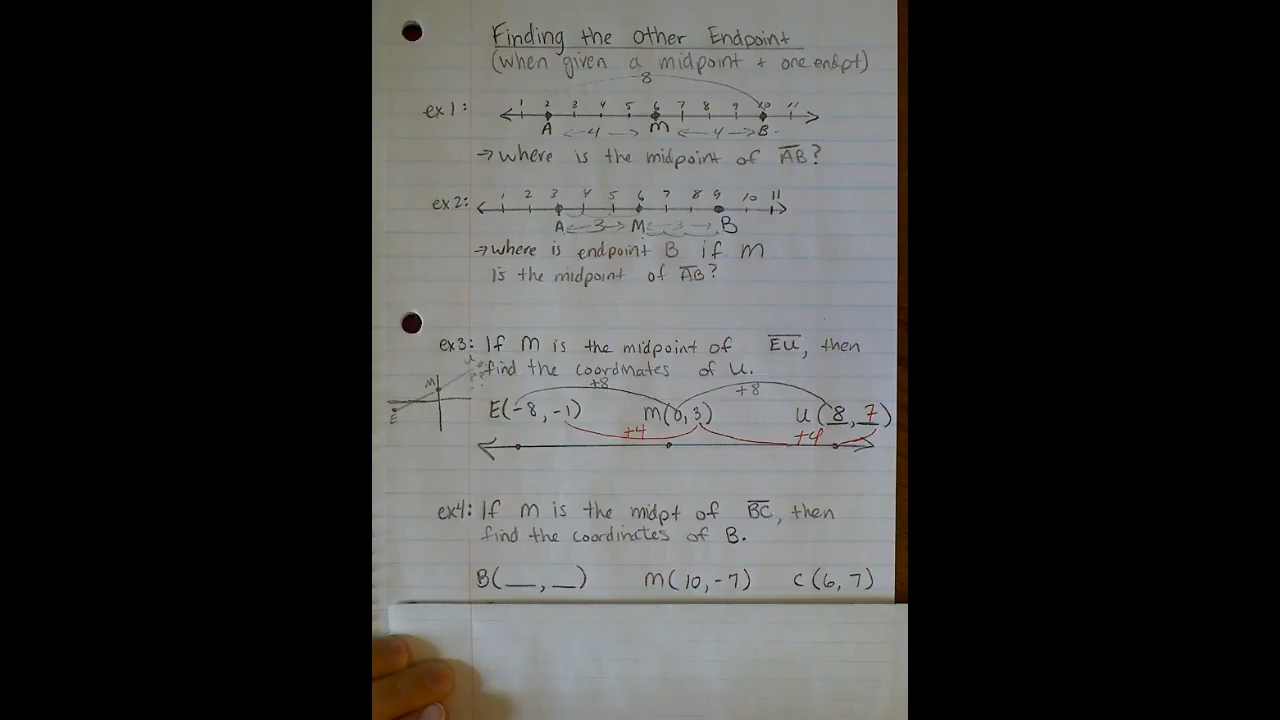 Finding the Other Endpoint
(when given a midpoint + one endpt)
8
ex1: 1 2 3 4 5 6 7 8 9 10 11
A 4 M 4 B
→ where is the midpoint of AB?
ex2: 1 2 3 4 5 6 7 8 9 10 11
A 3 M 3 B
→ where is endpoint B if M
is the midpoint of AB?
ex3: If M is the midpoint of EU, then
find the coordinates of U.
U
M
E
+8 +8
E(-8, -1) M(0, 3) U(8, 7)
+4 +4
ex4: If M is the midpt of BC, then
find the coordinates of B.
B(__, __) M(10, -7) C(6, 7)